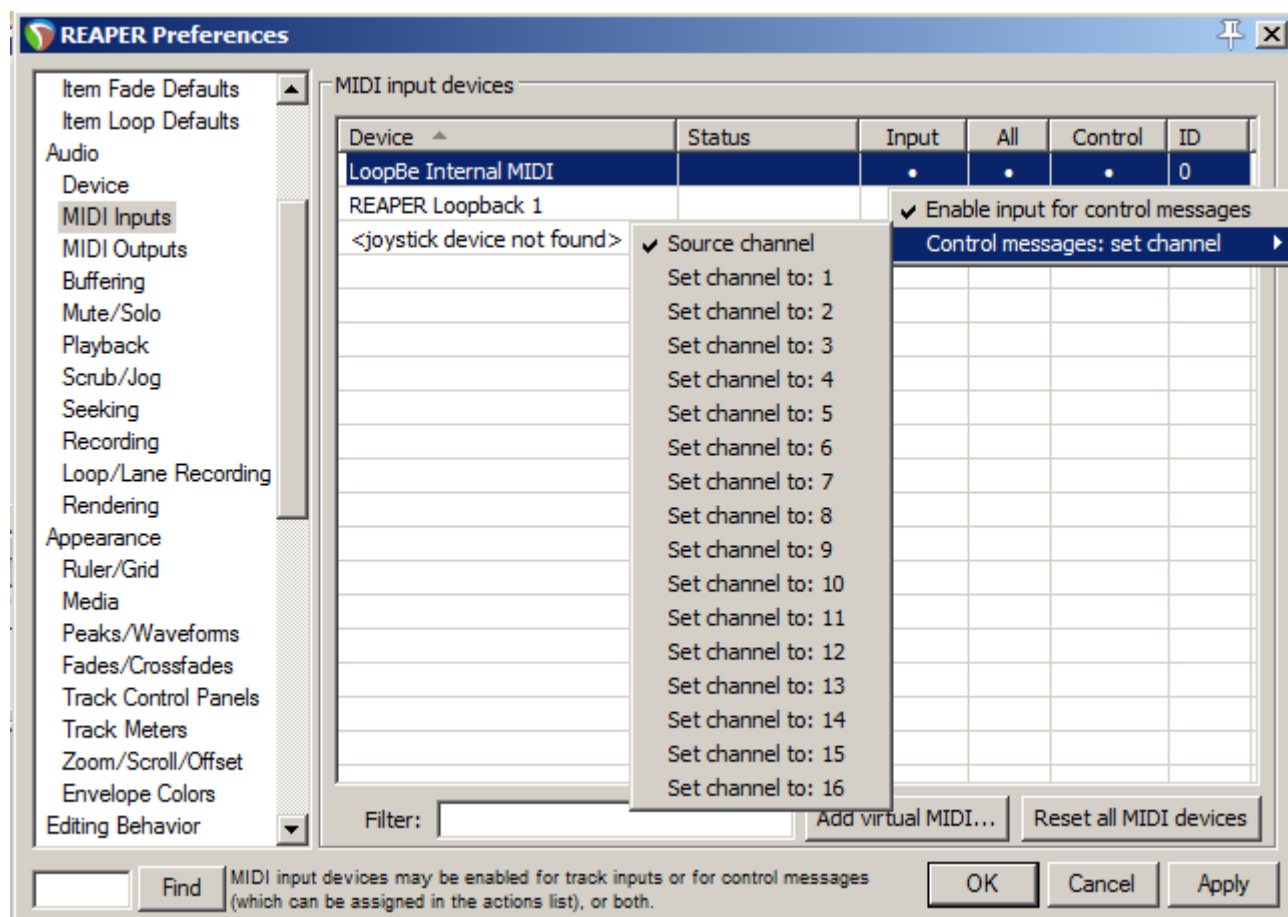 REAPER Preferences
Item Fade Defaults
Item Loop Defaults
Audio
Device
MIDI Inputs
MIDI Outputs
Buffering
Mute/Solo
Playback
Scrub/Jog
Seeking
Recording
Loop/Lane Recording
Rendering
Appearance
Ruler/Grid
Media
Peaks/Waveforms
Fades/Crossfades
Track Control Panels
Track Meters
Zoom/Scroll/Offset
Envelope Colors
Editing Behavior
MIDI input devices
Device Status Input All Control ID
LoopBe Internal MIDI • • • 0
REAPER Loopback 1
<joystick device not found>
Enable input for control messages
Control messages: set channel
Source channel
Set channel to: 1
Set channel to: 2
Set channel to: 3
Set channel to: 4
Set channel to: 5
Set channel to: 6
Set channel to: 7
Set channel to: 8
Set channel to: 9
Set channel to: 10
Set channel to: 11
Set channel to: 12
Set channel to: 13
Set channel to: 14
Set channel to: 15
Set channel to: 16
Filter: Add virtual MIDI... Reset all MIDI devices
Find
MIDI input devices may be enabled for track inputs or for control messages
(which can be assigned in the actions list), or both.
OK Cancel Apply